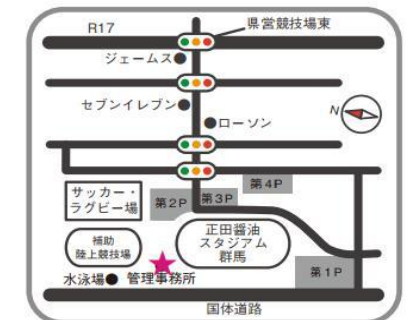 R17
県営競技場東
ジェームス
セブンイレブン
ローソン
N
サッカー・
ラグビー場
第2P
第3P
第4P
補助
陸上競技場
正田醤油
スタジアム
群馬
第1P
水泳場
管理事務所
国体道路